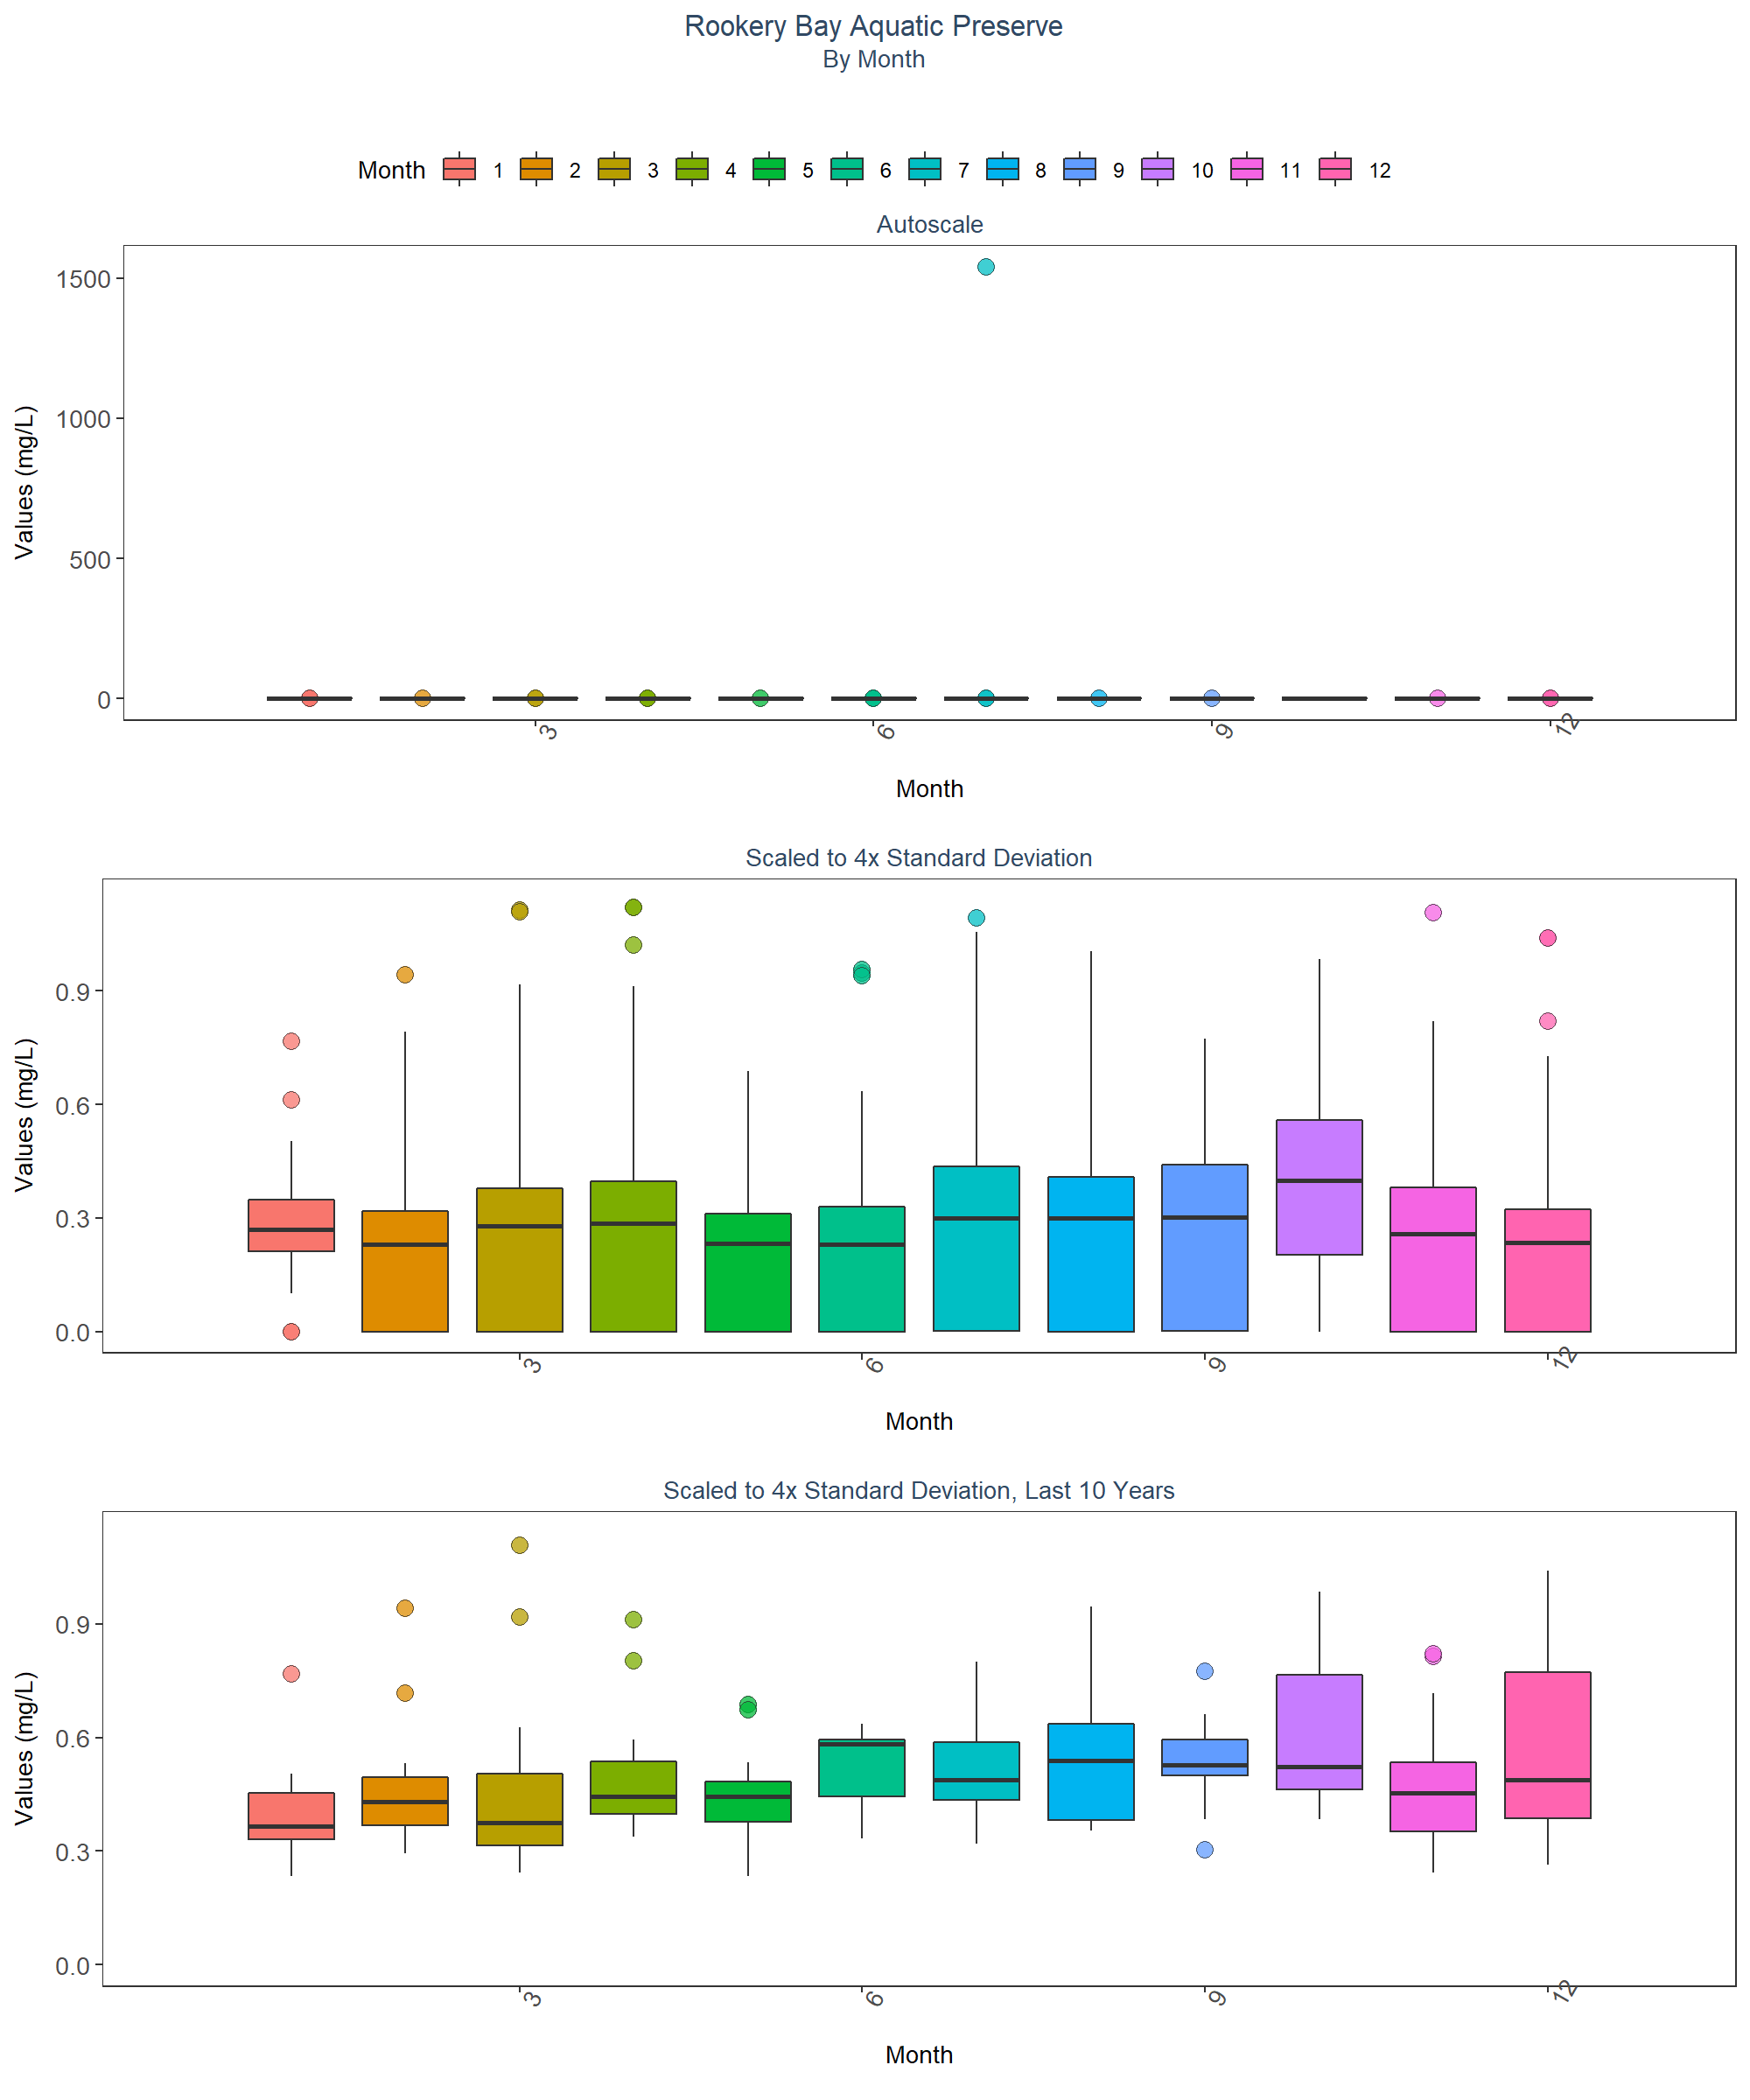 Rookery Bay Aquatic Preserve
By Month
Month 1 2 3 4 5 6 7 8 9 10 11 12
Autoscale
Values (mg/L)
1500
1000
500
0
3 6 9 12
Month
Scaled to 4x Standard Deviation
Values (mg/L)
0.9
0.6
0.3
0.0
3 6 9 12
Month
Scaled to 4x Standard Deviation, Last 10 Years
Values (mg/L)
0.9
0.6
0.3
0.0
3 6 9 12
Month